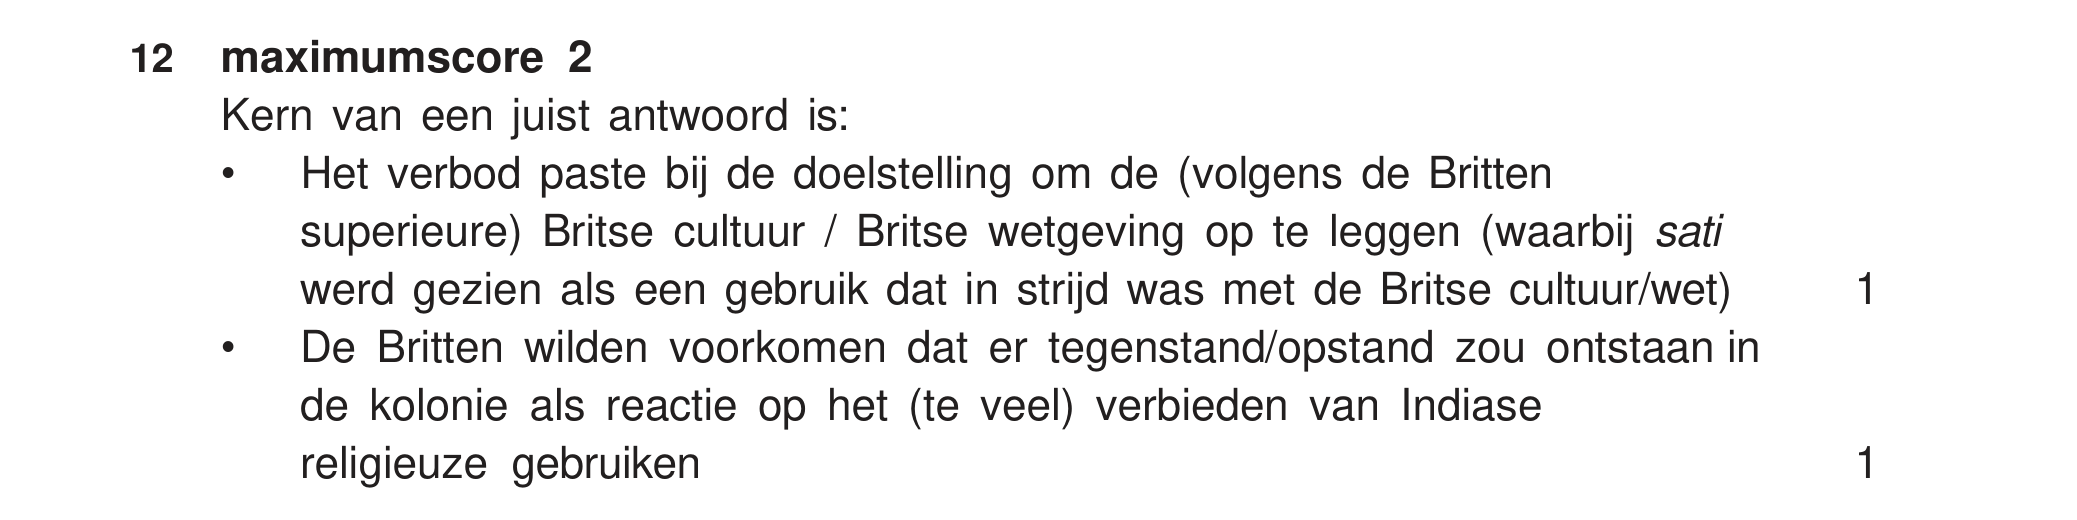 12 maximumscore 2
Kern van een juist antwoord is:
• Het verbod paste bij de doelstelling om de (volgens de Britten
superieure) Britse cultuur / Britse wetgeving op te leggen (waarbij sati
werd gezien als een gebruik dat in strijd was met de Britse cultuur/wet) 1
• De Britten wilden voorkomen dat er tegenstand/opstand zou ontstaan in
de kolonie als reactie op het (te veel) verbieden van Indiase
religieuze gebruiken 1